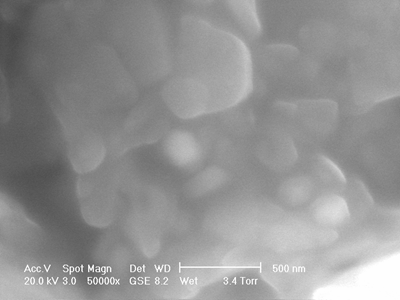 Acc.V Spot Magn Det WD 500 nm
20.0 kV 3.0 50000x GSE 8.2 Wet 3.4 Torr